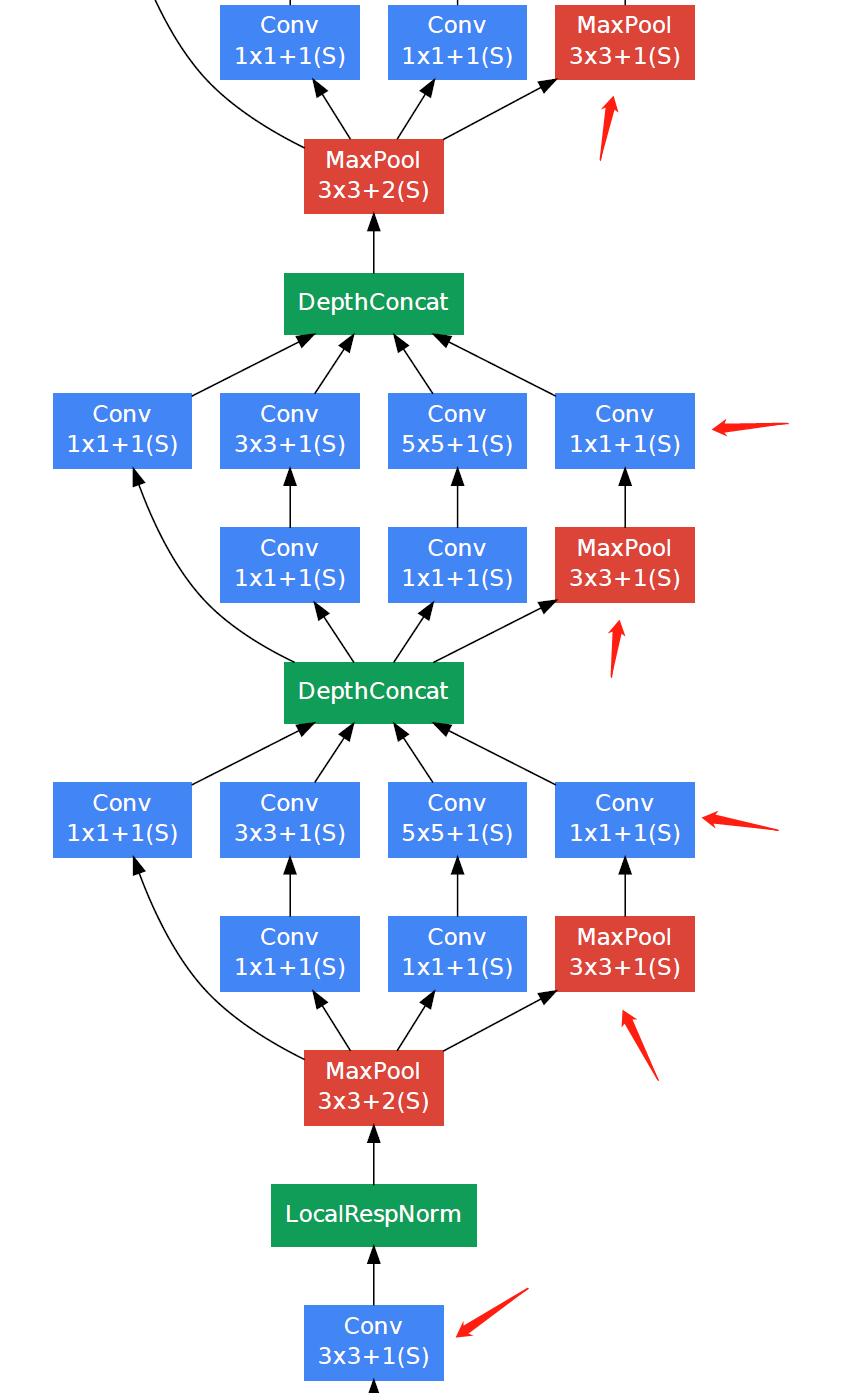 Conv
1x1+1(S)
Conv
1x1+1(S)
MaxPool
3x3+1(S)
MaxPool
3x3+2(S)
DepthConcat
Conv
1x1+1(S)
Conv
3x3+1(S)
Conv
5x5+1(S)
Conv
1x1+1(S)
Conv
1x1+1(S)
Conv
1x1+1(S)
MaxPool
3x3+1(S)
DepthConcat
Conv
1x1+1(S)
Conv
3x3+1(S)
Conv
5x5+1(S)
Conv
1x1+1(S)
Conv
1x1+1(S)
Conv
1x1+1(S)
MaxPool
3x3+1(S)
MaxPool
3x3+2(S)
LocalRespNorm
Conv
3x3+1(S)